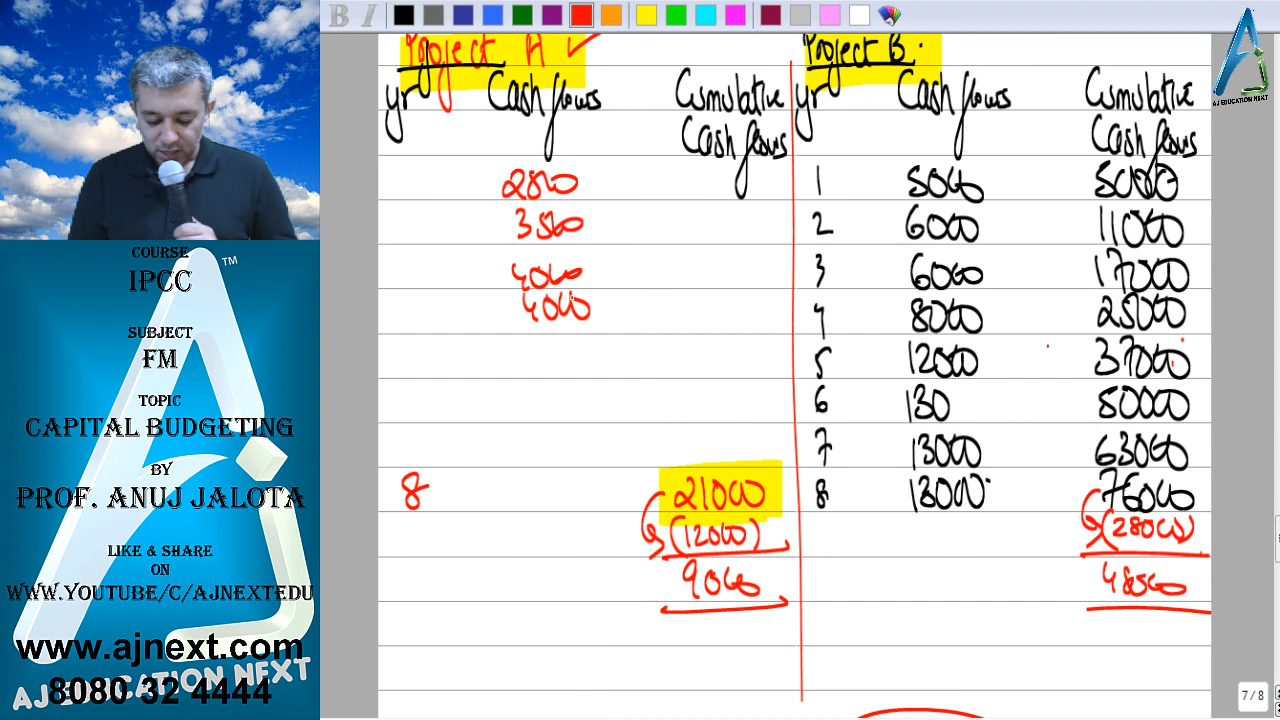 B I
AJ EDUCATION NEXT
Project A ✓
yr Cash flows Cumulative Cash flows
2800
3500
4000
4000
8 21000
(12000)
9000
Project B.
yr Cash flows Cumulative Cash flows
1 5000 5000
2 6000 11000
3 6000 17000
4 8000 25000
5 12000 37000
6 130 50000
7 13000 63000
8 13000 76000
(28000)
48000
TM
COURSE
IPCC
SUBJECT
FM
TOPIC
CAPITAL BUDGETING
BY
PROF. ANUJ JALOTA
LIKE & SHARE
ON
WWW.YOUTUBE/C/AJNEXTEDU
www.ajnext.com
8080 32 4444
AJ EDUCATION NEXT
7/8